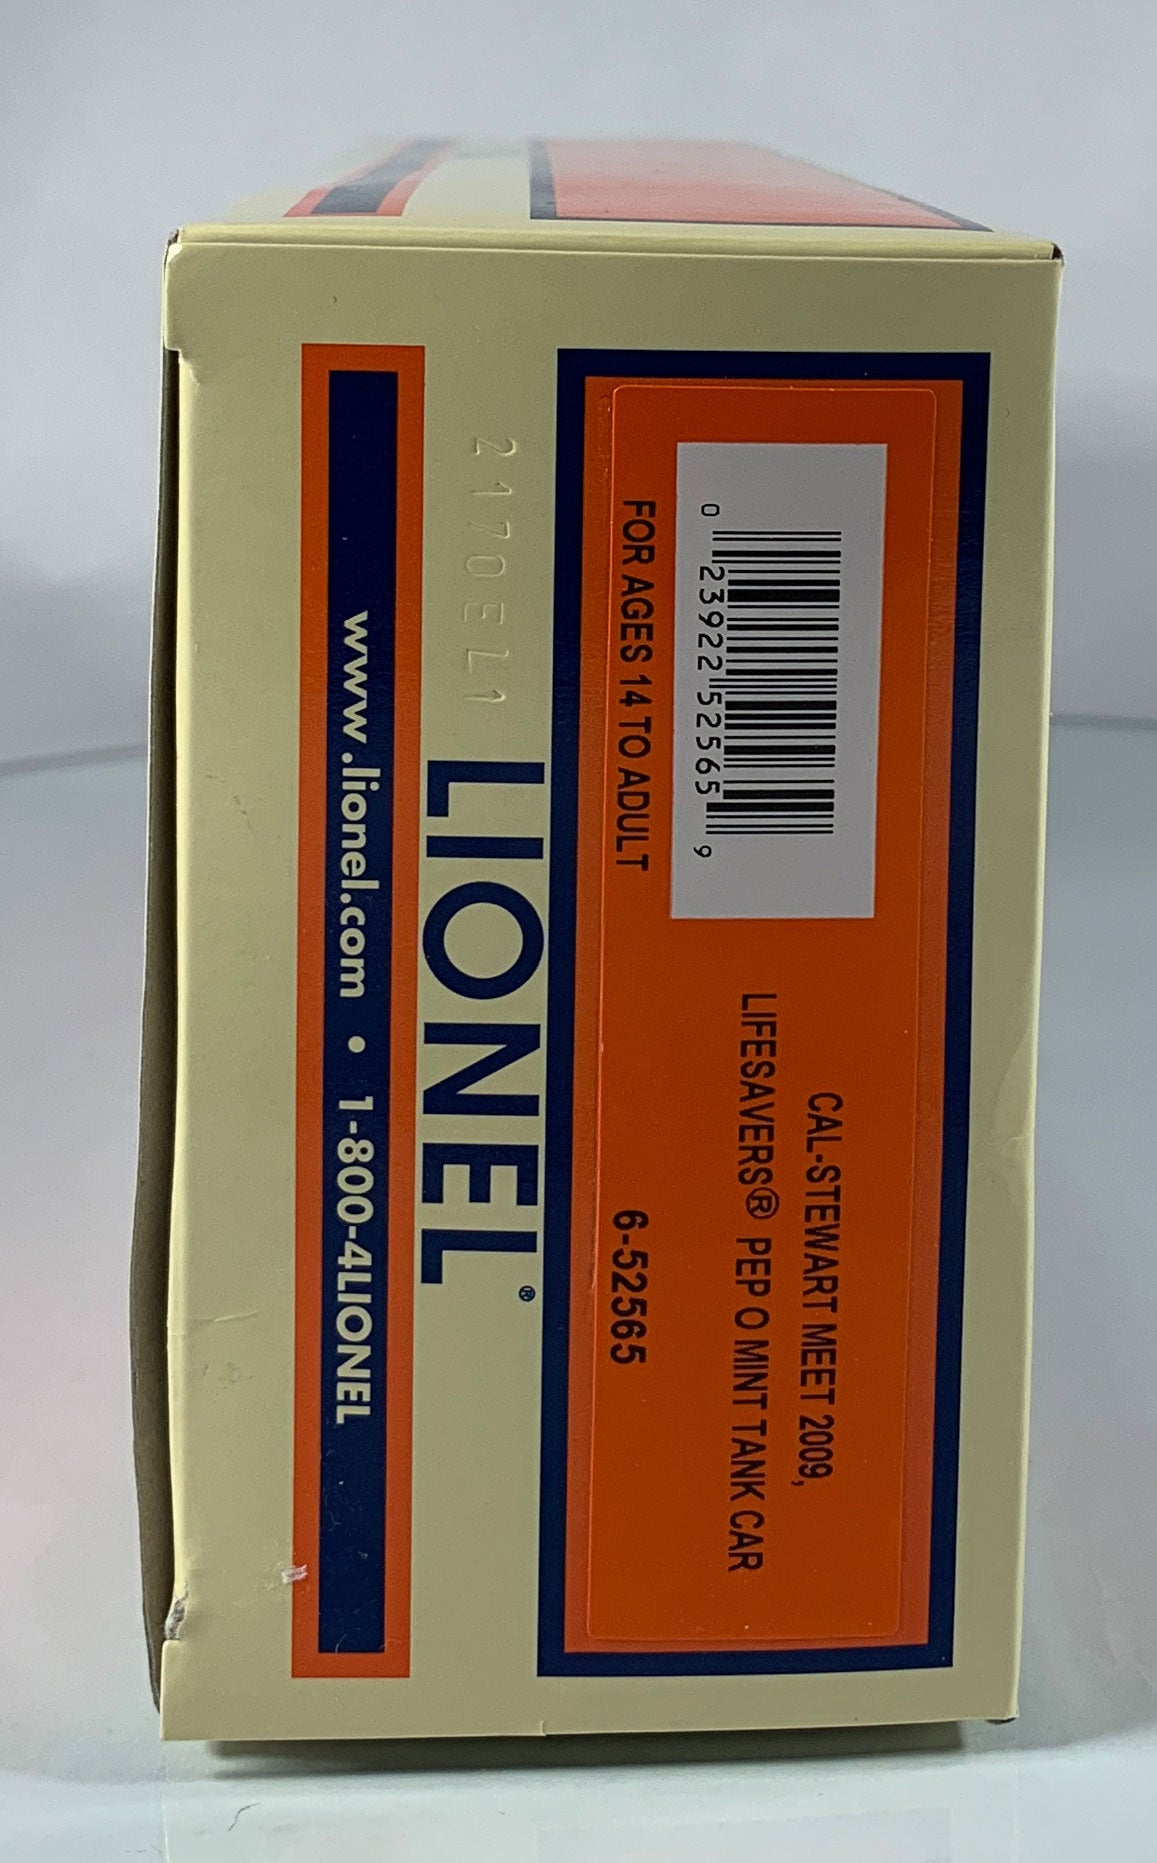 CAL-STEWART MEET 2009,
LIFESAVERS® PEP O MINT TANK CAR
0 23922 52565 9
FOR AGES 14 TO ADULT
6-52565
LIONEL®
2170EL1
www.lionel.com • 1-800-4LIONEL